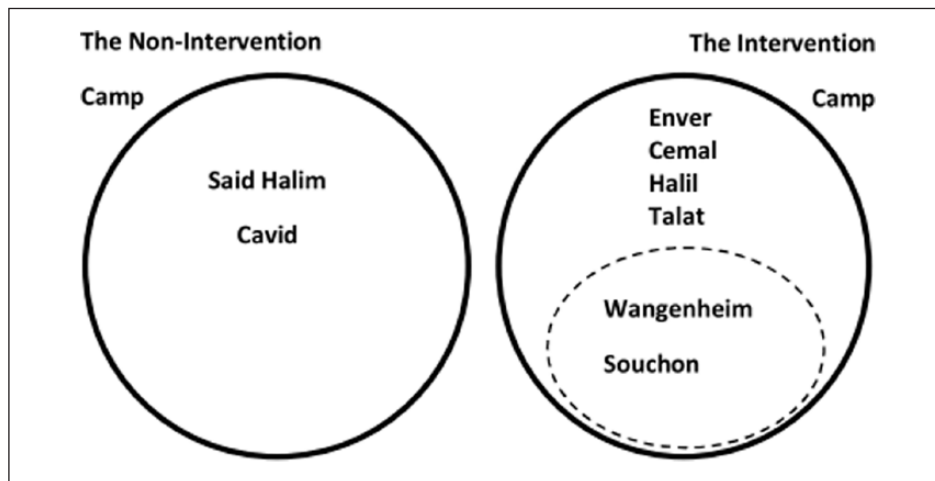 The Non-Intervention
Camp
Said Halim
Cavid
The Intervention
Camp
Enver
Cemal
Halil
Talat
Wangenheim
Souchon